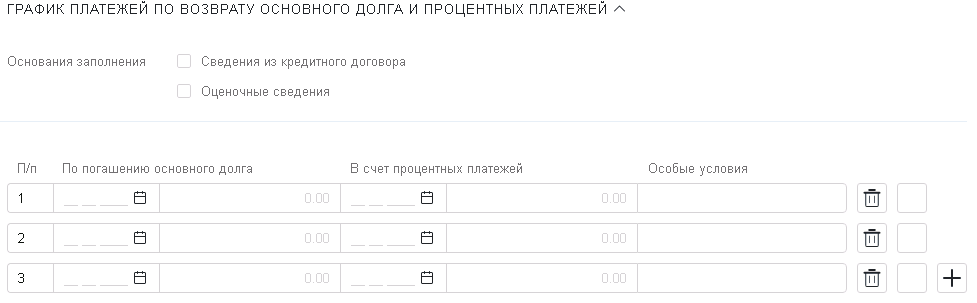 ГРАФИК ПЛАТЕЖЕЙ ПО ВОЗВРАТУ ОСНОВНОГО ДОЛГА И ПРОЦЕНТНЫХ ПЛАТЕЖЕЙ
Основания заполнения Сведения из кредитного договора
Оценочные сведения
П/п По погашению основного долга В счет процентных платежей Особые условия
1 __ __ ____ 0.00 __ __ ____ 0.00
2 __ __ ____ 0.00 __ __ ____ 0.00
3 __ __ ____ 0.00 __ __ ____ 0.00